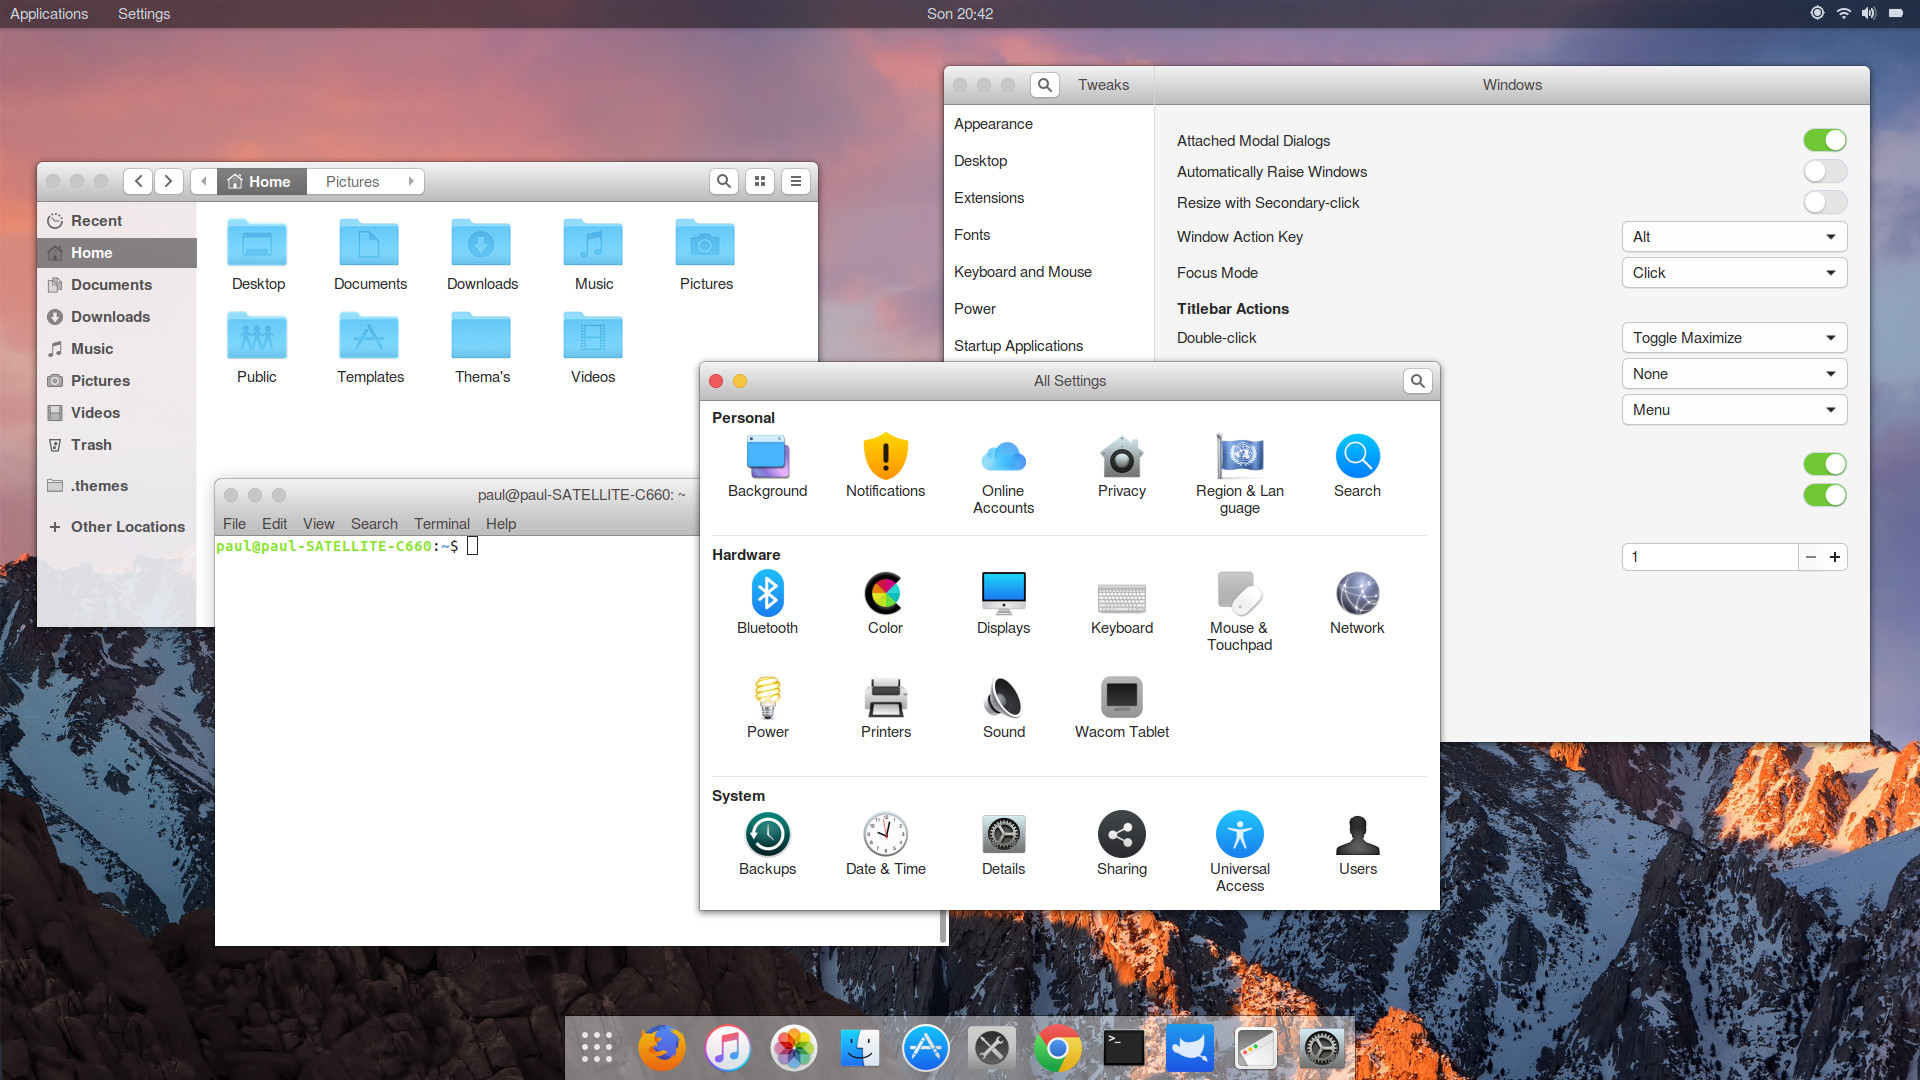 Applications Settings Son 20:42
Tweaks Windows
Appearance
Desktop
Extensions
Fonts
Keyboard and Mouse
Power
Startup Applications
Attached Modal Dialogs
Automatically Raise Windows
Resize with Secondary-click
Window Action Key Alt
Focus Mode Click
Titlebar Actions
Double-click Toggle Maximize
None
Menu
1
Home Pictures
Recent
Home
Documents
Downloads
Music
Pictures
Videos
Trash
.themes
Other Locations
Desktop Documents Downloads Music Pictures
Public Templates Thema's Videos
paul@paul-SATELLITE-C660: ~
File Edit View Search Terminal Help
paul@paul-SATELLITE-C660:~$
All Settings
Personal
Background Notifications Online Accounts Privacy Region & Lan guage Search
Hardware
Bluetooth Color Displays Keyboard Mouse & Touchpad Network
Power Printers Sound Wacom Tablet
System
Backups Date & Time Details Sharing Universal Access Users